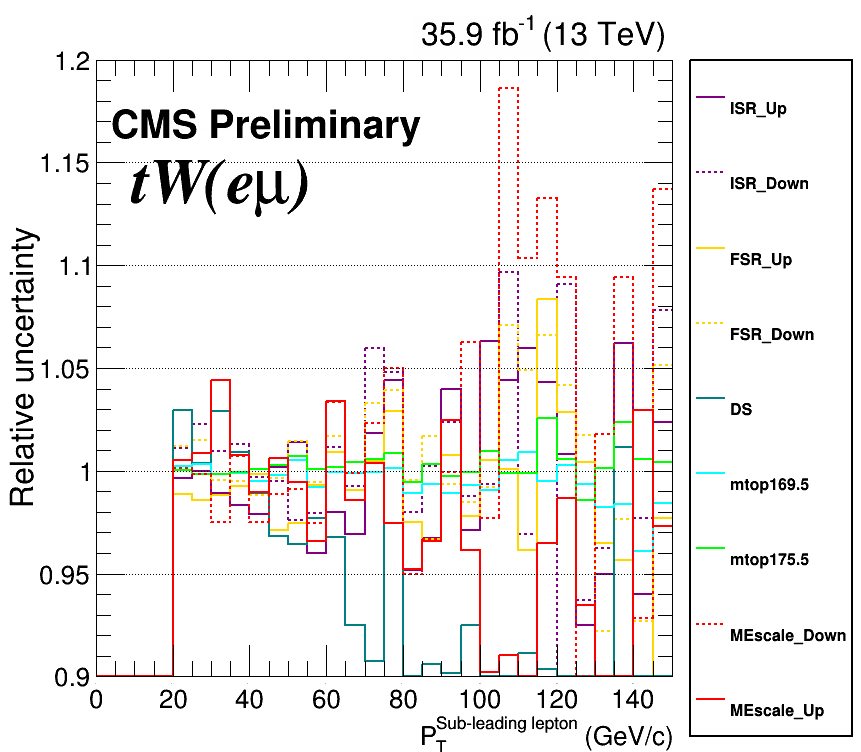 35.9 fb-1 (13 TeV)
CMS Preliminary
tW(eμ)
Relative uncertainty
1.2
1.15
1.1
1.05
1
0.95
0.9
0 20 40 60 80 100 120 140
PTSub-leading lepton (GeV/c)
ISR_Up
ISR_Down
FSR_Up
FSR_Down
DS
mtop169.5
mtop175.5
MEscale_Down
MEscale_Up